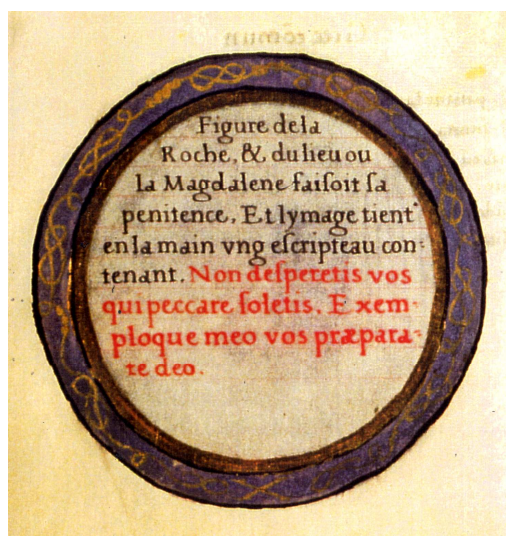 Figure de la
Roche, & du lieu ou
la Magdalene faiſoit ſa
penitence, Et lymage tient
en la main vng eſcripteau con-
tenant. Non deſperetis vos
qui peccare ſoletis, Exem-
ploque meo vos præpara-
te deo.